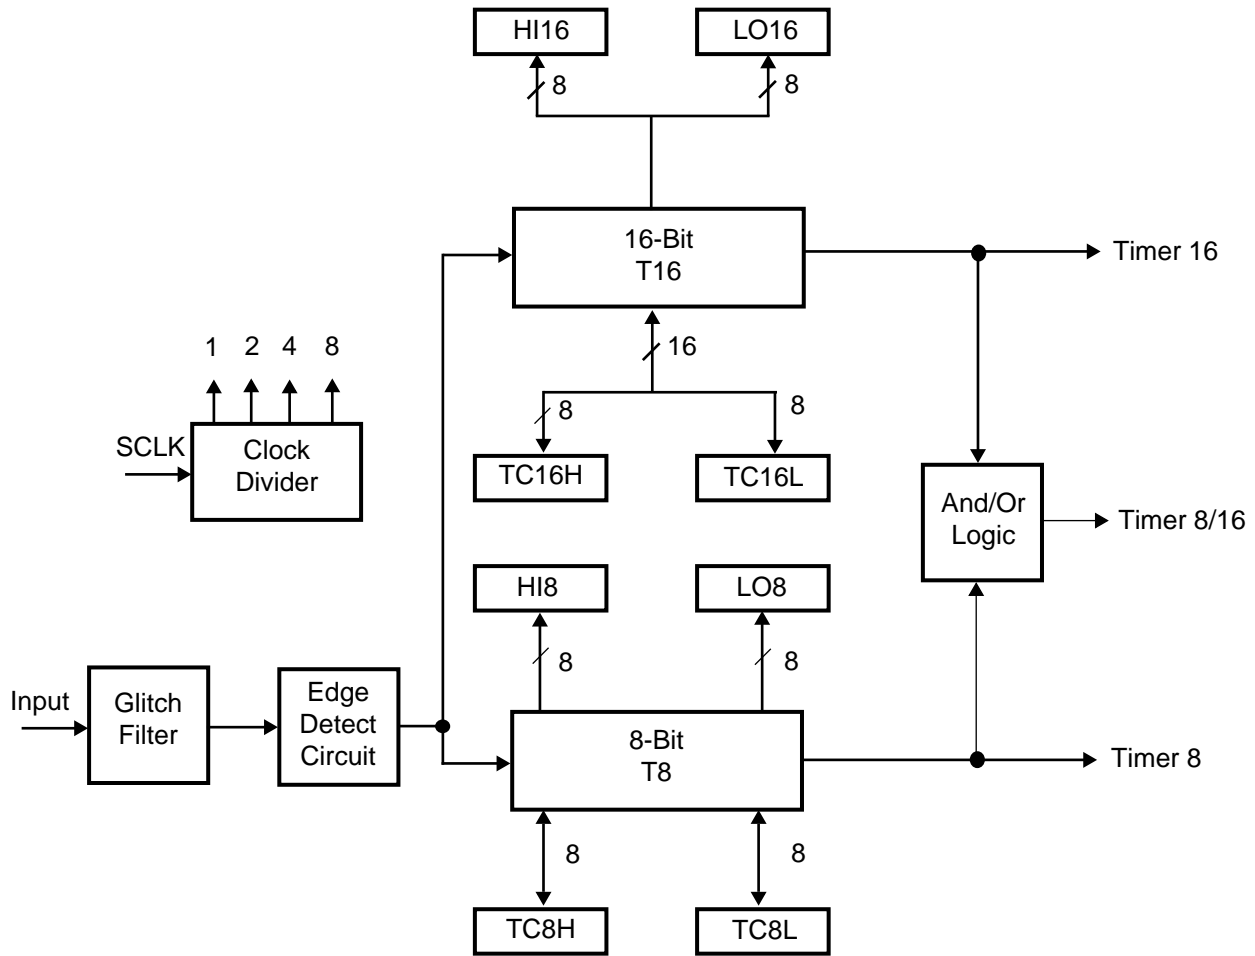 HI16
LO16
8
8
16-Bit
T16
Timer 16
16
1 2 4 8
8
8
SCLK
Clock
Divider
TC16H
TC16L
And/Or
Logic
Timer 8/16
HI8
LO8
8
8
Input
Glitch
Filter
Edge
Detect
Circuit
8-Bit
T8
Timer 8
8
8
TC8H
TC8L